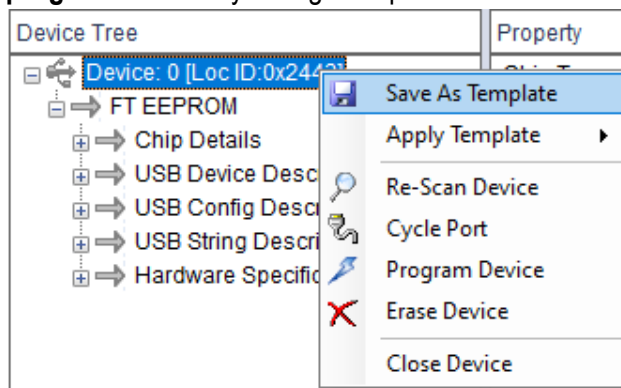 Device Tree
Property
Device: 0 [Loc ID:0x244
Save As Template
FT EEPROM
Apply Template
Chip Details
USB Device Desc
Re-Scan Device
USB Config Descr
Cycle Port
USB String Descri
Program Device
Hardware Specific
Erase Device
Close Device